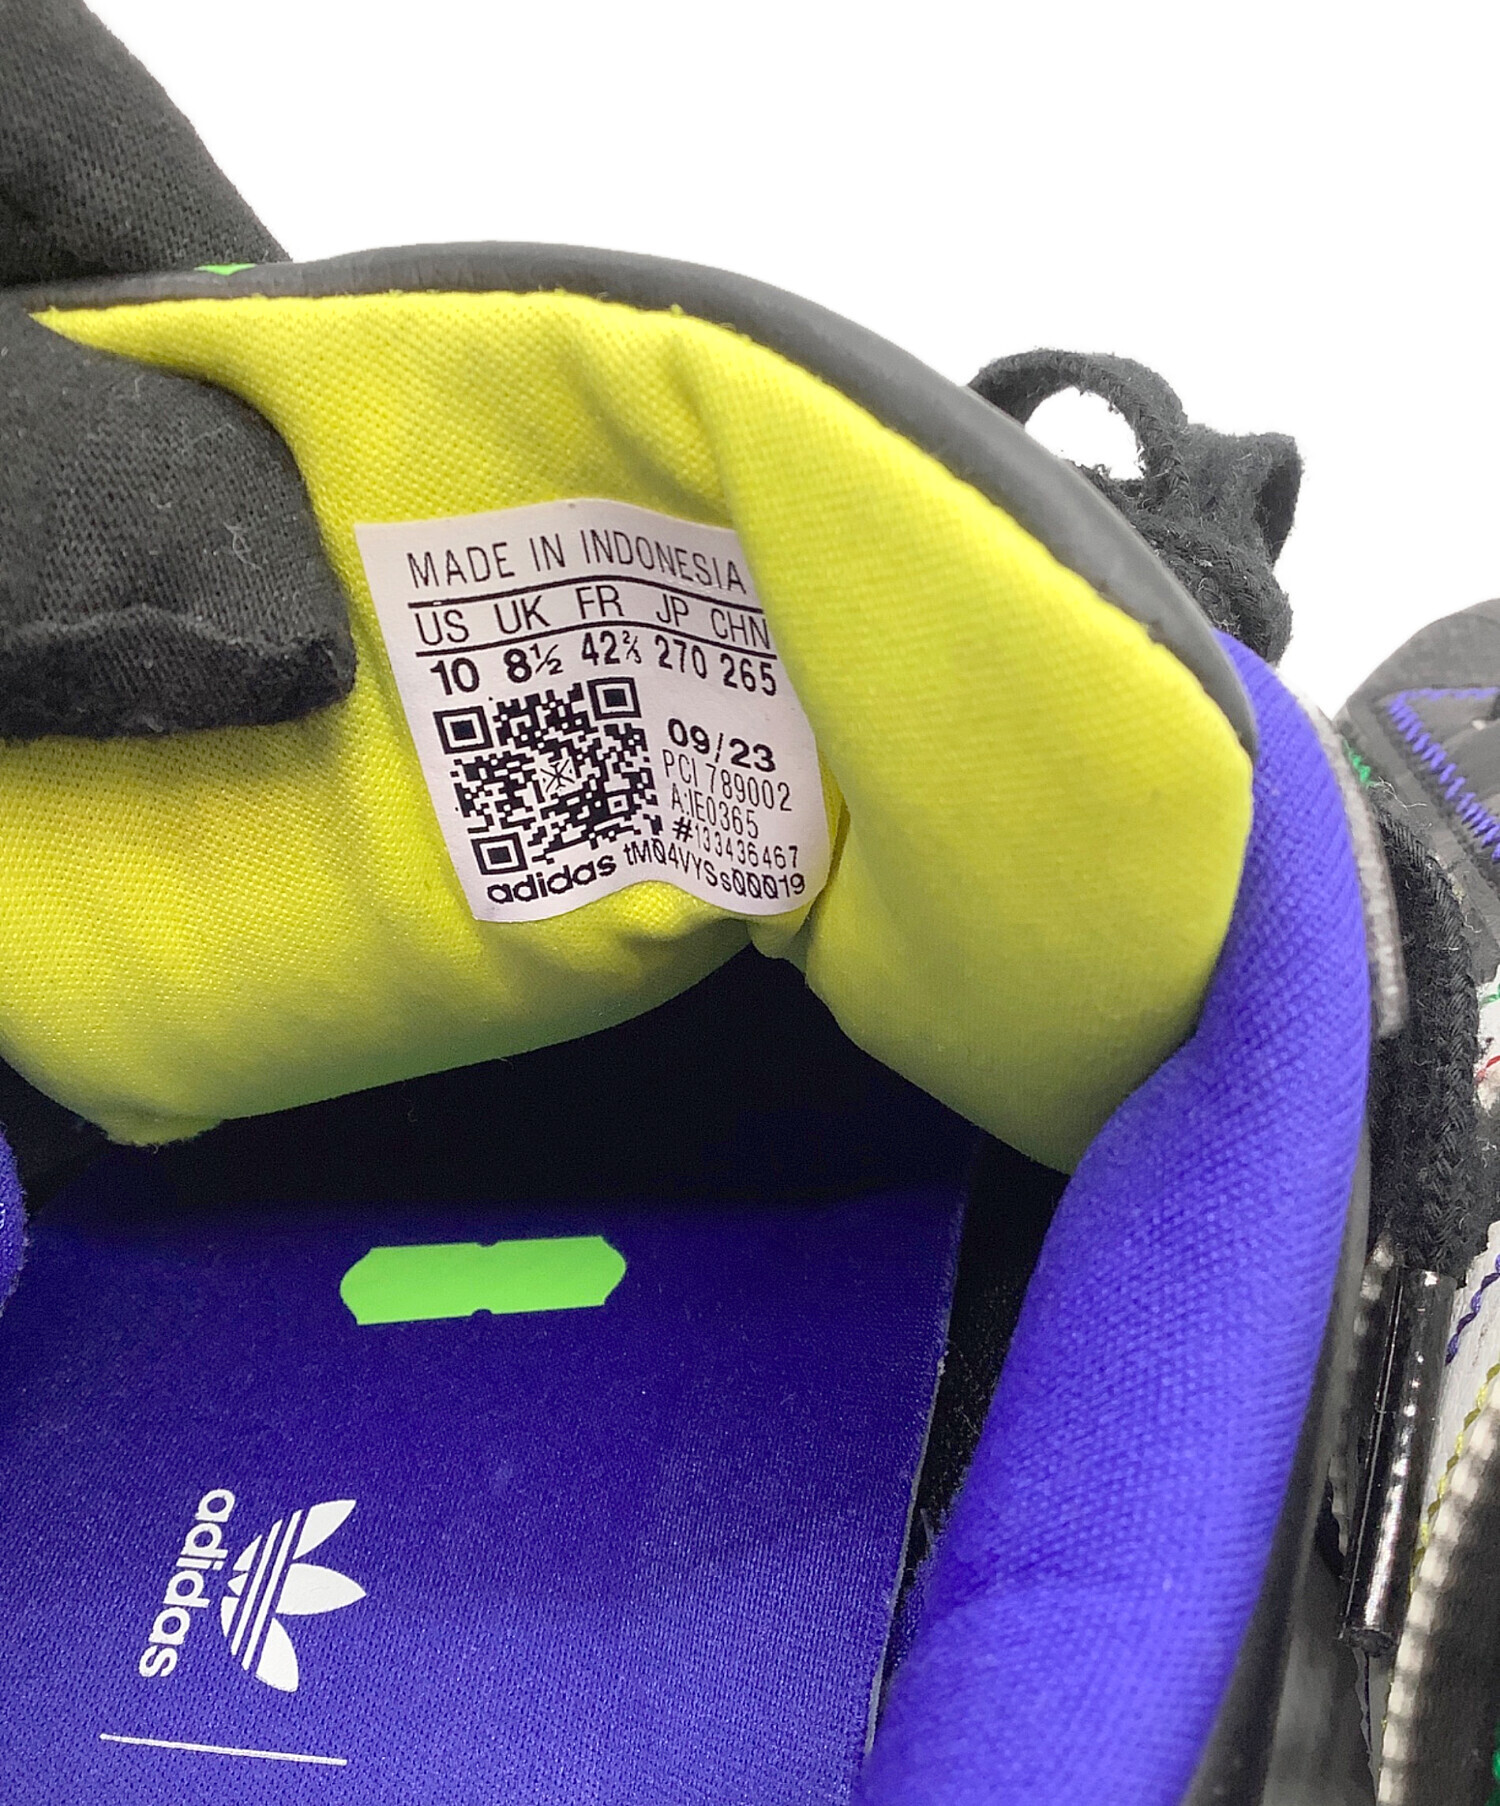 MADE IN INDONESIA
US UK FR JP CHN
10 8½ 42⅔ 270 265
09/23
PCI 789002
A:IE0365
#133436467
adidas tM04VYSs00019
adidas